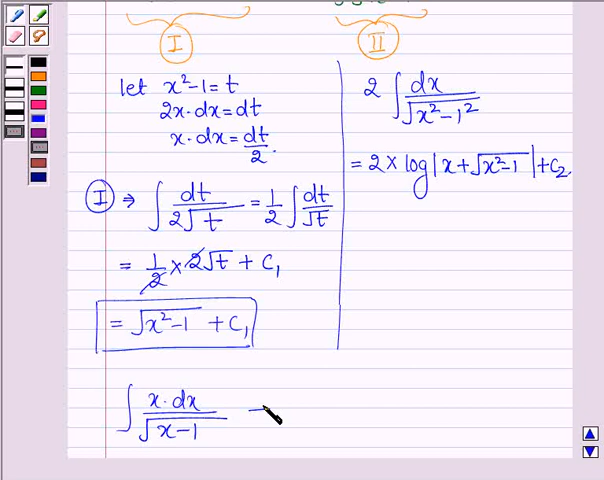 I
II
let x²-1 = t
2x·dx = dt
x·dx = dt/2.
I ⇒ ∫ dt/2√t = 1/2 ∫ dt/√t
= 1/2 × 2√t + C₁
= √x²-1 + C₁
2 ∫ dx/√x²-1²
= 2 × log|x+√x²-1| + C₂.
∫ x·dx/√x-1 -